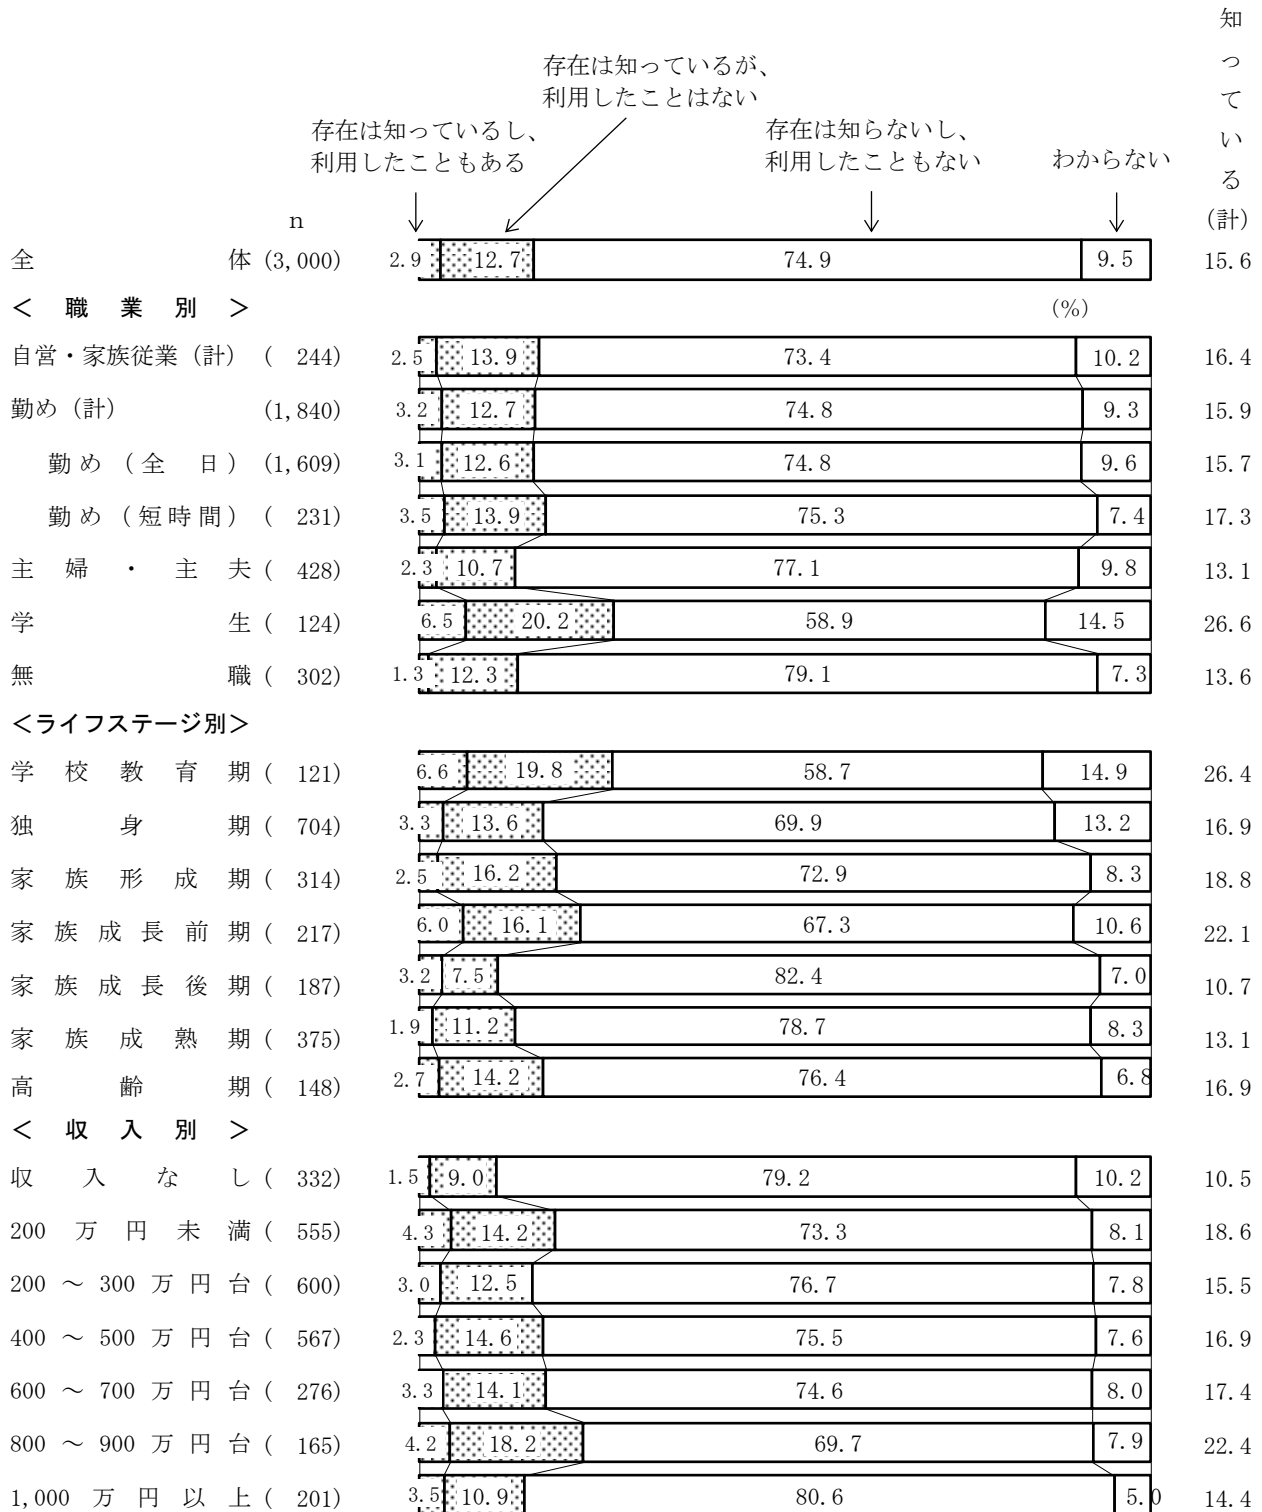 知っている（計）
存在は知っているが、
利用したことはない
存在は知っているし、
利用したこともある
存在は知らないし、
利用したこともない
わからない
n
全体 (3,000) 2.9 12.7 74.9 9.5 15.6
＜職業別＞ (%)
自営・家族従業（計） ( 244) 2.5 13.9 73.4 10.2 16.4
勤め（計） (1,840) 3.2 12.7 74.8 9.3 15.9
勤め（全日） (1,609) 3.1 12.6 74.8 9.6 15.7
勤め（短時間） ( 231) 3.5 13.9 75.3 7.4 17.3
主婦・主夫 ( 428) 2.3 10.7 77.1 9.8 13.1
学生 ( 124) 6.5 20.2 58.9 14.5 26.6
無職 ( 302) 1.3 12.3 79.1 7.3 13.6
＜ライフステージ別＞
学校教育期 ( 121) 6.6 19.8 58.7 14.9 26.4
独身期 ( 704) 3.3 13.6 69.9 13.2 16.9
家族形成期 ( 314) 2.5 16.2 72.9 8.3 18.8
家族成長前期 ( 217) 6.0 16.1 67.3 10.6 22.1
家族成長後期 ( 187) 3.2 7.5 82.4 7.0 10.7
家族成熟期 ( 375) 1.9 11.2 78.7 8.3 13.1
高齢期 ( 148) 2.7 14.2 76.4 6.8 16.9
＜収入別＞
収入なし ( 332) 1.5 9.0 79.2 10.2 10.5
200万円未満 ( 555) 4.3 14.2 73.3 8.1 18.6
200～300万円台 ( 600) 3.0 12.5 76.7 7.8 15.5
400～500万円台 ( 567) 2.3 14.6 75.5 7.6 16.9
600～700万円台 ( 276) 3.3 14.1 74.6 8.0 17.4
800～900万円台 ( 165) 4.2 18.2 69.7 7.9 22.4
1,000万円以上 ( 201) 3.5 10.9 80.6 5.0 14.4